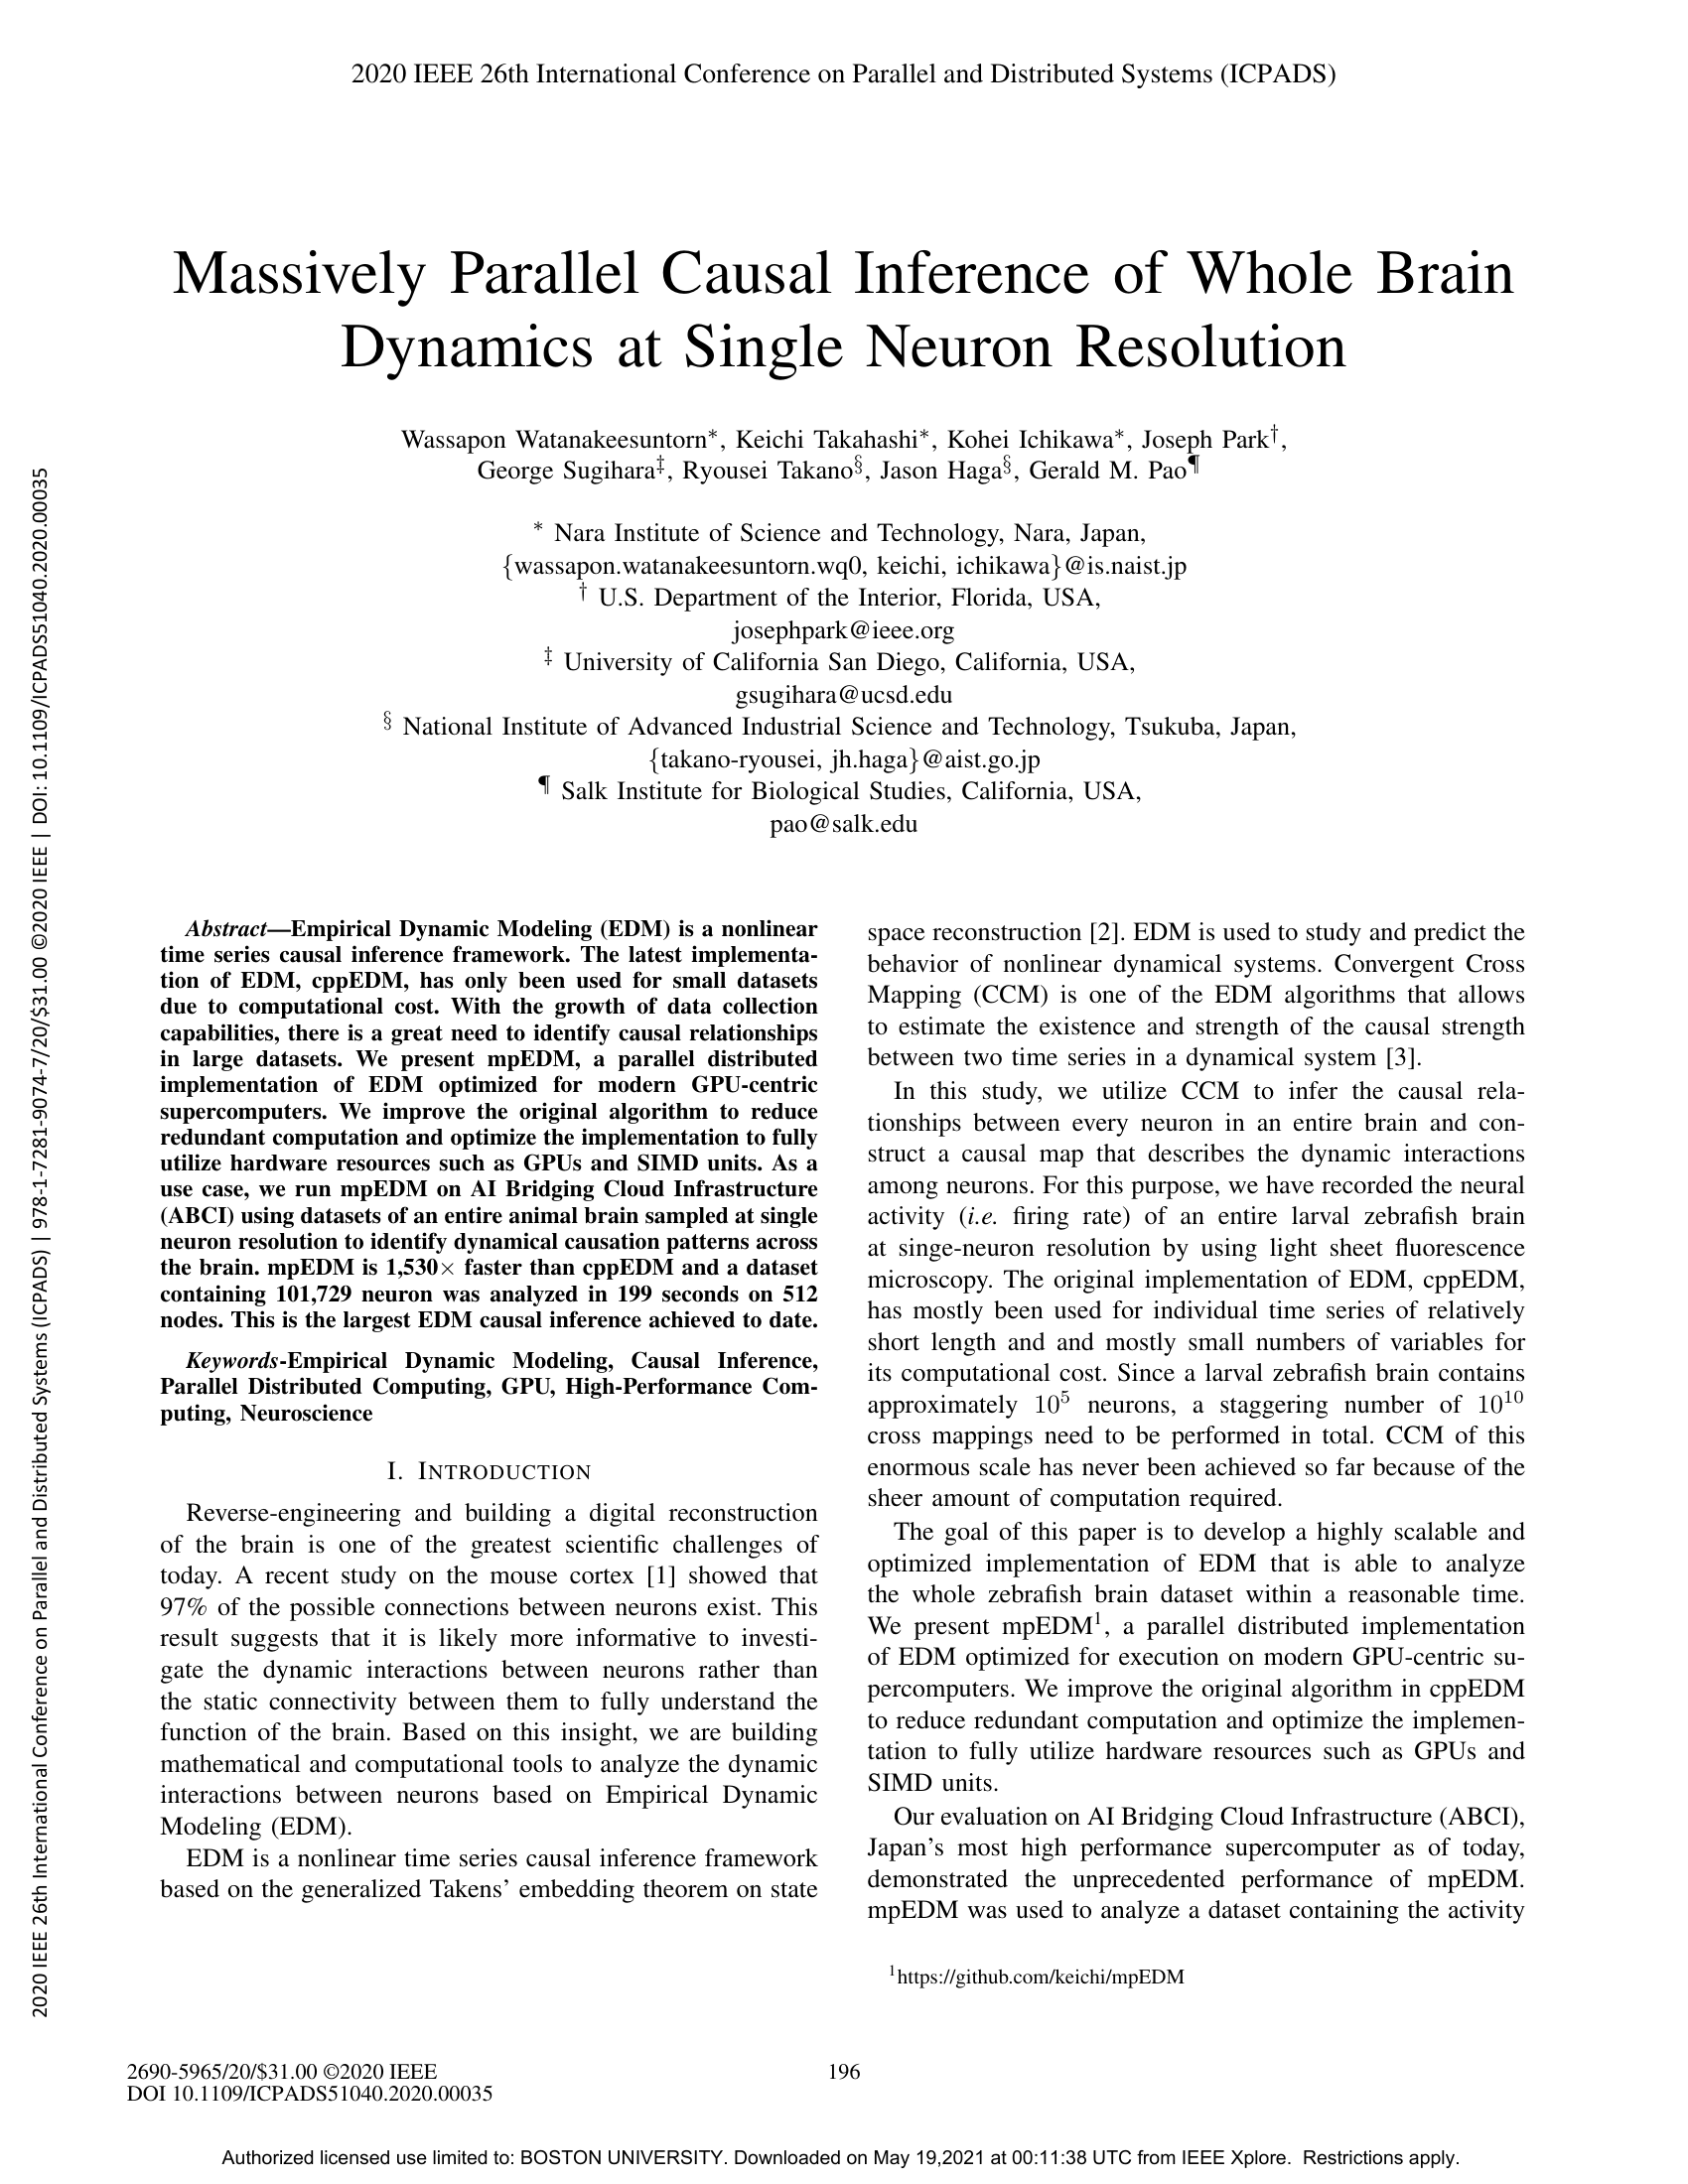 2020 IEEE 26th International Conference on Parallel and Distributed Systems (ICPADS)
2020 IEEE 26th International Conference on Parallel and Distributed Systems (ICPADS) | 978-1-7281-9074-7/20/$31.00 ©2020 IEEE | DOI: 10.1109/ICPADS51040.2020.00035
Massively Parallel Causal Inference of Whole Brain
Dynamics at Single Neuron Resolution
Wassapon Watanakeesuntorn*, Keichi Takahashi*, Kohei Ichikawa*, Joseph Park†,
George Sugihara‡, Ryousei Takano§, Jason Haga§, Gerald M. Pao¶
* Nara Institute of Science and Technology, Nara, Japan,
{wassapon.watanakeesuntorn.wq0, keichi, ichikawa}@is.naist.jp
† U.S. Department of the Interior, Florida, USA,
josephpark@ieee.org
‡ University of California San Diego, California, USA,
gsugihara@ucsd.edu
§ National Institute of Advanced Industrial Science and Technology, Tsukuba, Japan,
{takano-ryousei, jh.haga}@aist.go.jp
¶ Salk Institute for Biological Studies, California, USA,
pao@salk.edu
Abstract—Empirical Dynamic Modeling (EDM) is a nonlinear
time series causal inference framework. The latest implementa-
tion of EDM, cppEDM, has only been used for small datasets
due to computational cost. With the growth of data collection
capabilities, there is a great need to identify causal relationships
in large datasets. We present mpEDM, a parallel distributed
implementation of EDM optimized for modern GPU-centric
supercomputers. We improve the original algorithm to reduce
redundant computation and optimize the implementation to fully
utilize hardware resources such as GPUs and SIMD units. As a
use case, we run mpEDM on AI Bridging Cloud Infrastructure
(ABCI) using datasets of an entire animal brain sampled at single
neuron resolution to identify dynamical causation patterns across
the brain. mpEDM is 1,530× faster than cppEDM and a dataset
containing 101,729 neuron was analyzed in 199 seconds on 512
nodes. This is the largest EDM causal inference achieved to date.
Keywords-Empirical Dynamic Modeling, Causal Inference,
Parallel Distributed Computing, GPU, High-Performance Com-
puting, Neuroscience
I. INTRODUCTION
Reverse-engineering and building a digital reconstruction
of the brain is one of the greatest scientific challenges of
today. A recent study on the mouse cortex [1] showed that
97% of the possible connections between neurons exist. This
result suggests that it is likely more informative to investi-
gate the dynamic interactions between neurons rather than
the static connectivity between them to fully understand the
function of the brain. Based on this insight, we are building
mathematical and computational tools to analyze the dynamic
interactions between neurons based on Empirical Dynamic
Modeling (EDM).
EDM is a nonlinear time series causal inference framework
based on the generalized Takens' embedding theorem on state
space reconstruction [2]. EDM is used to study and predict the
behavior of nonlinear dynamical systems. Convergent Cross
Mapping (CCM) is one of the EDM algorithms that allows
to estimate the existence and strength of the causal strength
between two time series in a dynamical system [3].
In this study, we utilize CCM to infer the causal rela-
tionships between every neuron in an entire brain and con-
struct a causal map that describes the dynamic interactions
among neurons. For this purpose, we have recorded the neural
activity (i.e. firing rate) of an entire larval zebrafish brain
at singe-neuron resolution by using light sheet fluorescence
microscopy. The original implementation of EDM, cppEDM,
has mostly been used for individual time series of relatively
short length and and mostly small numbers of variables for
its computational cost. Since a larval zebrafish brain contains
approximately 10⁵ neurons, a staggering number of 10¹⁰
cross mappings need to be performed in total. CCM of this
enormous scale has never been achieved so far because of the
sheer amount of computation required.
The goal of this paper is to develop a highly scalable and
optimized implementation of EDM that is able to analyze
the whole zebrafish brain dataset within a reasonable time.
We present mpEDM¹, a parallel distributed implementation
of EDM optimized for execution on modern GPU-centric su-
percomputers. We improve the original algorithm in cppEDM
to reduce redundant computation and optimize the implemen-
tation to fully utilize hardware resources such as GPUs and
SIMD units.
Our evaluation on AI Bridging Cloud Infrastructure (ABCI),
Japan's most high performance supercomputer as of today,
demonstrated the unprecedented performance of mpEDM.
mpEDM was used to analyze a dataset containing the activity
¹https://github.com/keichi/mpEDM
2690-5965/20/$31.00 ©2020 IEEE
DOI 10.1109/ICPADS51040.2020.00035
196
Authorized licensed use limited to: BOSTON UNIVERSITY. Downloaded on May 19,2021 at 00:11:38 UTC from IEEE Xplore. Restrictions apply.